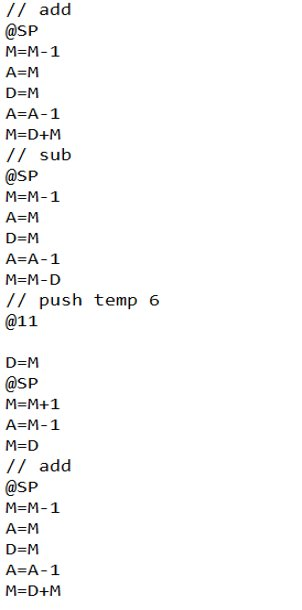 // add
@SP
M=M-1
A=M
D=M
A=A-1
M=D+M
// sub
@SP
M=M-1
A=M
D=M
A=A-1
M=M-D
// push temp 6
@11

D=M
@SP
M=M+1
A=M-1
M=D
// add
@SP
M=M-1
A=M
D=M
A=A-1
M=D+M